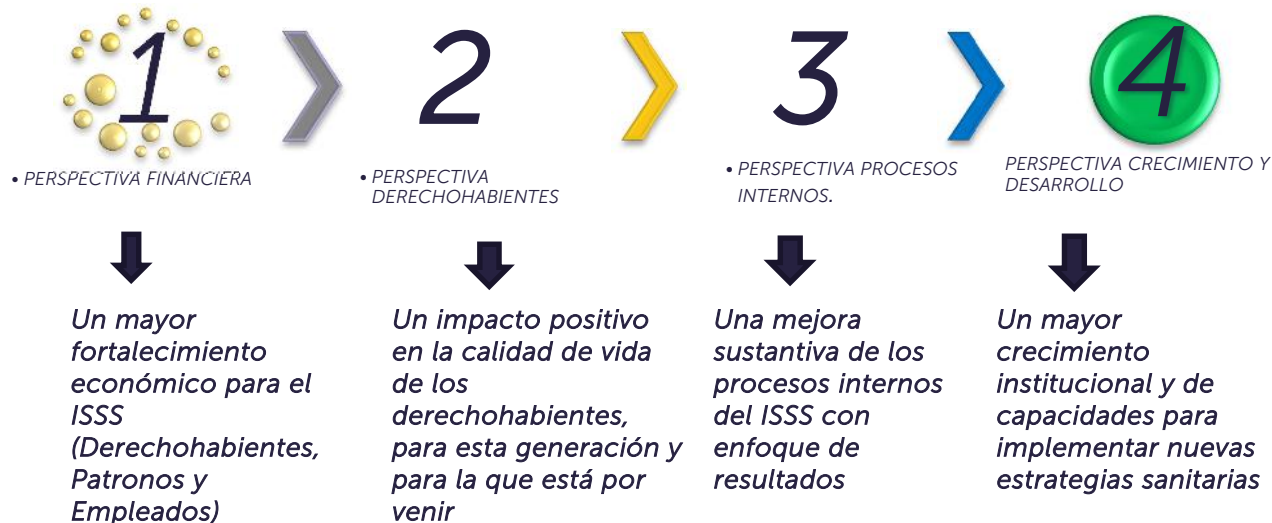 1
2
3
4
• PERSPECTIVA FINANCIERA
• PERSPECTIVA
DERECHOHABIENTES
• PERSPECTIVA PROCESOS
INTERNOS.
PERSPECTIVA CRECIMIENTO Y
DESARROLLO
Un mayor
fortalecimiento
económico para el
ISSS
(Derechohabientes,
Patronos y
Empleados)
Un impacto positivo
en la calidad de vida
de los
derechohabientes,
para esta generación y
para la que está por
venir
Una mejora
sustantiva de los
procesos internos
del ISSS con
enfoque de
resultados
Un mayor
crecimiento
institucional y de
capacidades para
implementar nuevas
estrategias sanitarias